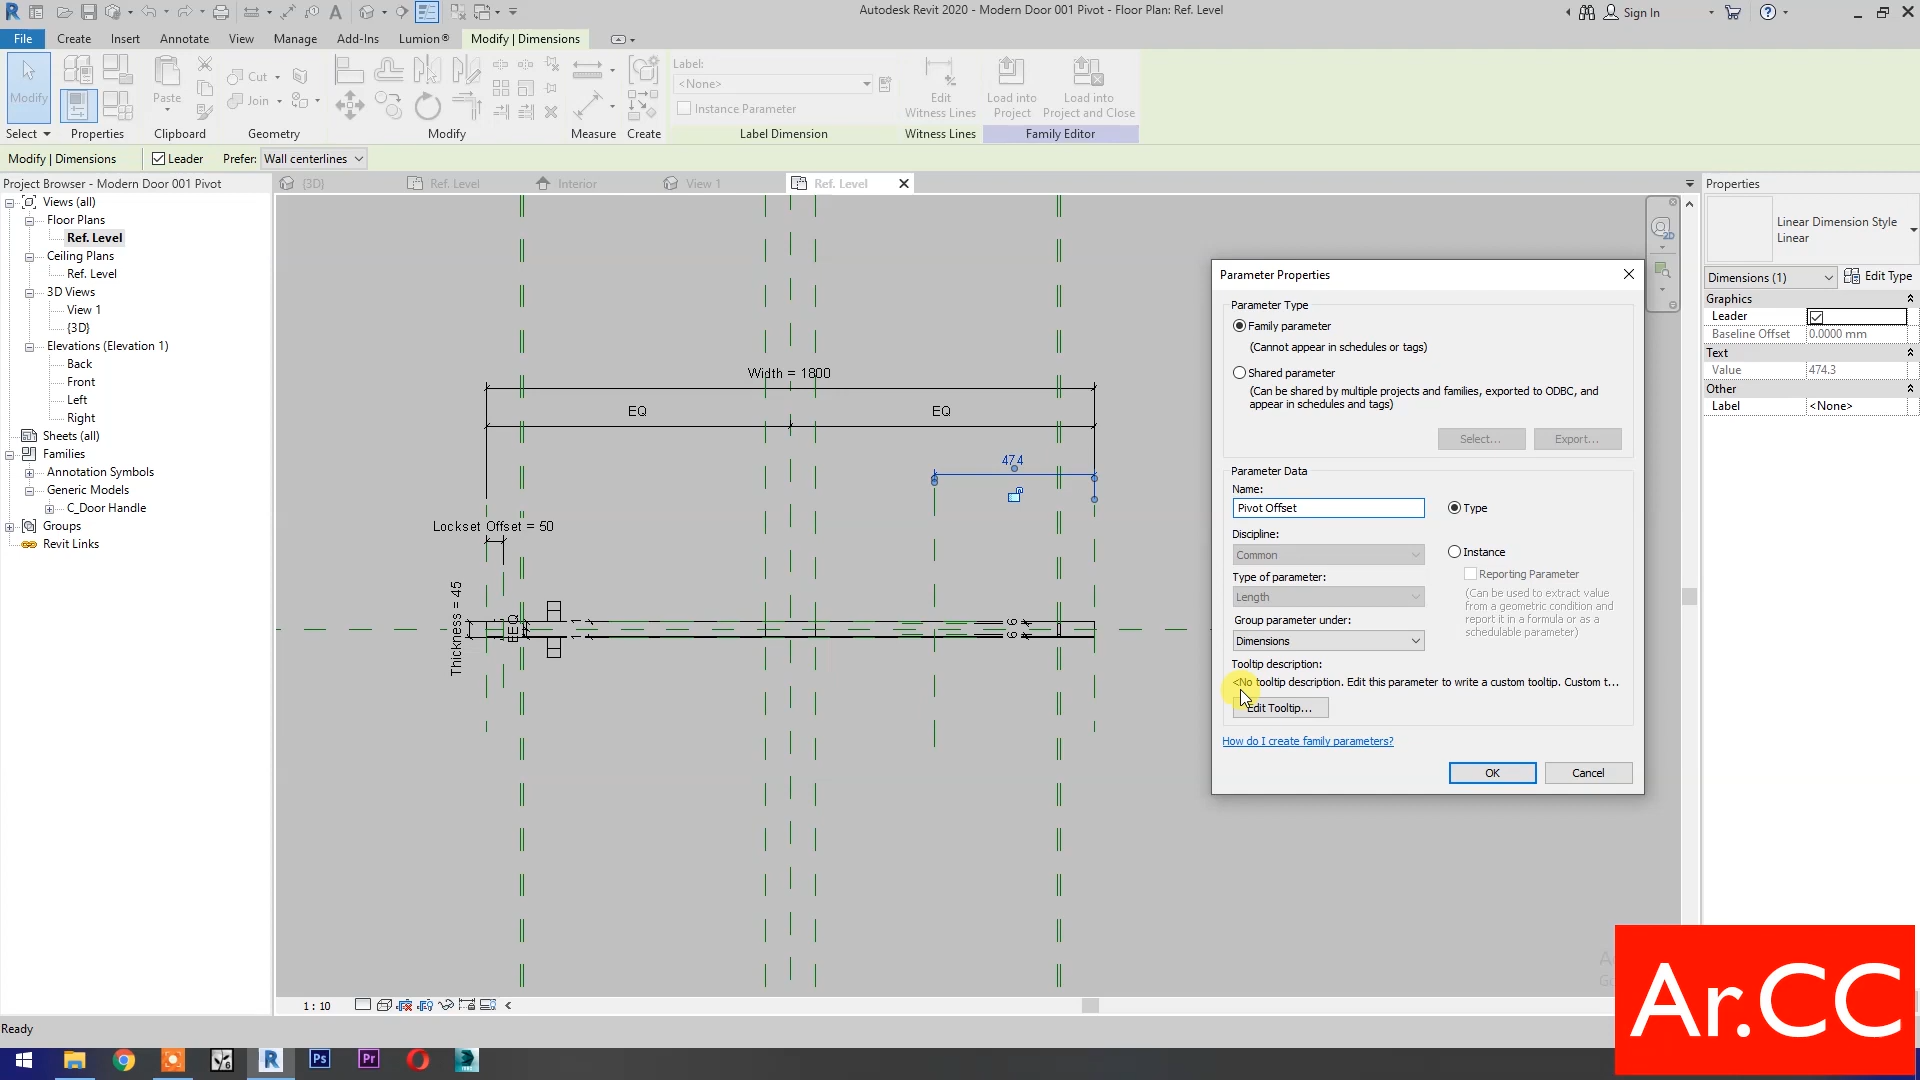 Autodesk Revit 2020 - Modern Door 001 Pivot - Floor Plan: Ref. Level
Sign In
File
Create
Insert
Annotate
View
Manage
Add-Ins
Lumion®
Modify | Dimensions
Modify
Paste
Cut
Join
Label:
<None>
Instance Parameter
Edit
Witness Lines
Load into
Project
Load into
Project and Close
Select
Properties
Clipboard
Geometry
Modify
Measure
Create
Label Dimension
Witness Lines
Family Editor
Modify | Dimensions
Leader
Prefer:
Wall centerlines
Project Browser - Modern Door 001 Pivot
Views (all)
Floor Plans
Ref. Level
Ceiling Plans
Ref. Level
3D Views
View 1
{3D}
Elevations (Elevation 1)
Back
Front
Left
Right
Sheets (all)
Families
Annotation Symbols
Generic Models
C_Door Handle
Groups
Revit Links
{3D}
Ref. Level
Interior
View 1
Ref. Level
Width = 1800
EQ
EQ
474
Lockset Offset = 50
Thickness = 45
1
6
6
2D
Parameter Properties
Parameter Type
Family parameter
(Cannot appear in schedules or tags)
Shared parameter
(Can be shared by multiple projects and families, exported to ODBC, and
appear in schedules and tags)
Select...
Export...
Parameter Data
Name:
Pivot Offset
Type
Discipline:
Common
Instance
Type of parameter:
Reporting Parameter
Length
(Can be used to extract value
from a geometric condition and
report it in a formula or as a
schedulable parameter)
Group parameter under:
Dimensions
Tooltip description:
<No tooltip description. Edit this parameter to write a custom tooltip. Custom t...
Edit Tooltip...
How do I create family parameters?
OK
Cancel
Properties
Linear Dimension Style
Linear
Dimensions (1)
Edit Type
Graphics
Leader
Baseline Offset
0.0000 mm
Text
Value
474.3
Other
Label
<None>
1 : 10
Ready
Ps
Pr
Ar.CC